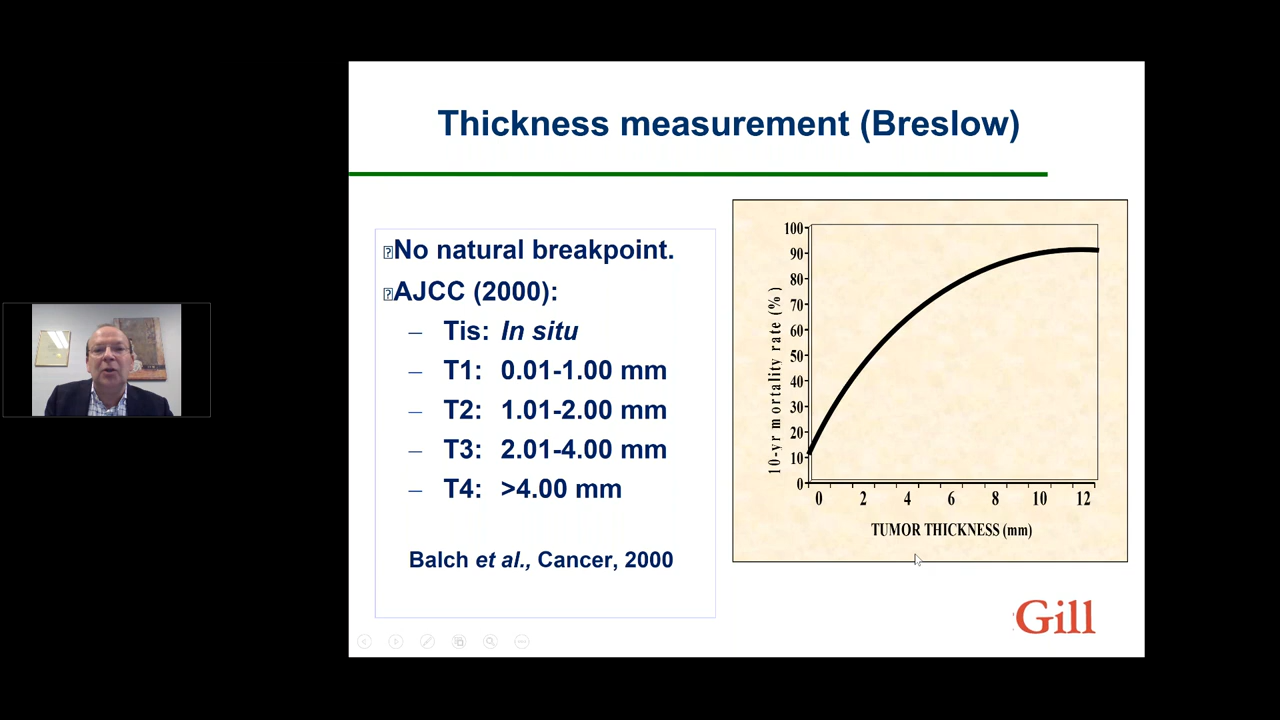 Thickness measurement (Breslow)
No natural breakpoint.
AJCC (2000):
– Tis: In situ
– T1: 0.01-1.00 mm
– T2: 1.01-2.00 mm
– T3: 2.01-4.00 mm
– T4: >4.00 mm
Balch et al., Cancer, 2000
10-yr mortality rate (%)
100
90
80
70
60
50
40
30
20
10
0
0 2 4 6 8 10 12
TUMOR THICKNESS (mm)
Gill